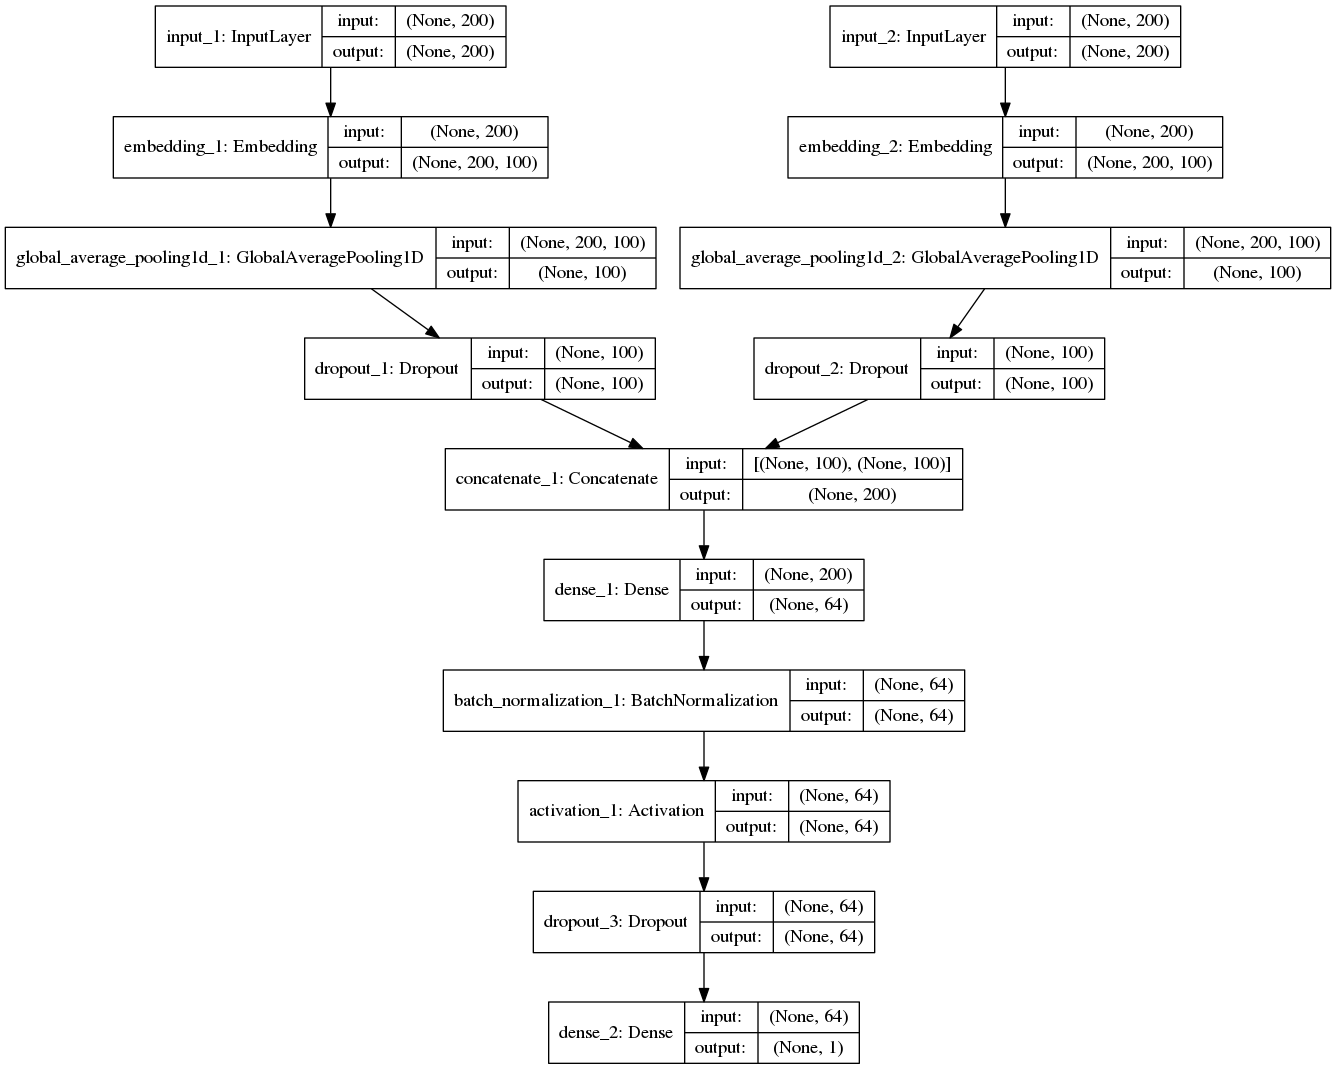 input_1: InputLayer
input: (None, 200)
output: (None, 200)
input_2: InputLayer
input: (None, 200)
output: (None, 200)
embedding_1: Embedding
input: (None, 200)
output: (None, 200, 100)
embedding_2: Embedding
input: (None, 200)
output: (None, 200, 100)
global_average_pooling1d_1: GlobalAveragePooling1D
input: (None, 200, 100)
output: (None, 100)
global_average_pooling1d_2: GlobalAveragePooling1D
input: (None, 200, 100)
output: (None, 100)
dropout_1: Dropout
input: (None, 100)
output: (None, 100)
dropout_2: Dropout
input: (None, 100)
output: (None, 100)
concatenate_1: Concatenate
input: [(None, 100), (None, 100)]
output: (None, 200)
dense_1: Dense
input: (None, 200)
output: (None, 64)
batch_normalization_1: BatchNormalization
input: (None, 64)
output: (None, 64)
activation_1: Activation
input: (None, 64)
output: (None, 64)
dropout_3: Dropout
input: (None, 64)
output: (None, 64)
dense_2: Dense
input: (None, 64)
output: (None, 1)